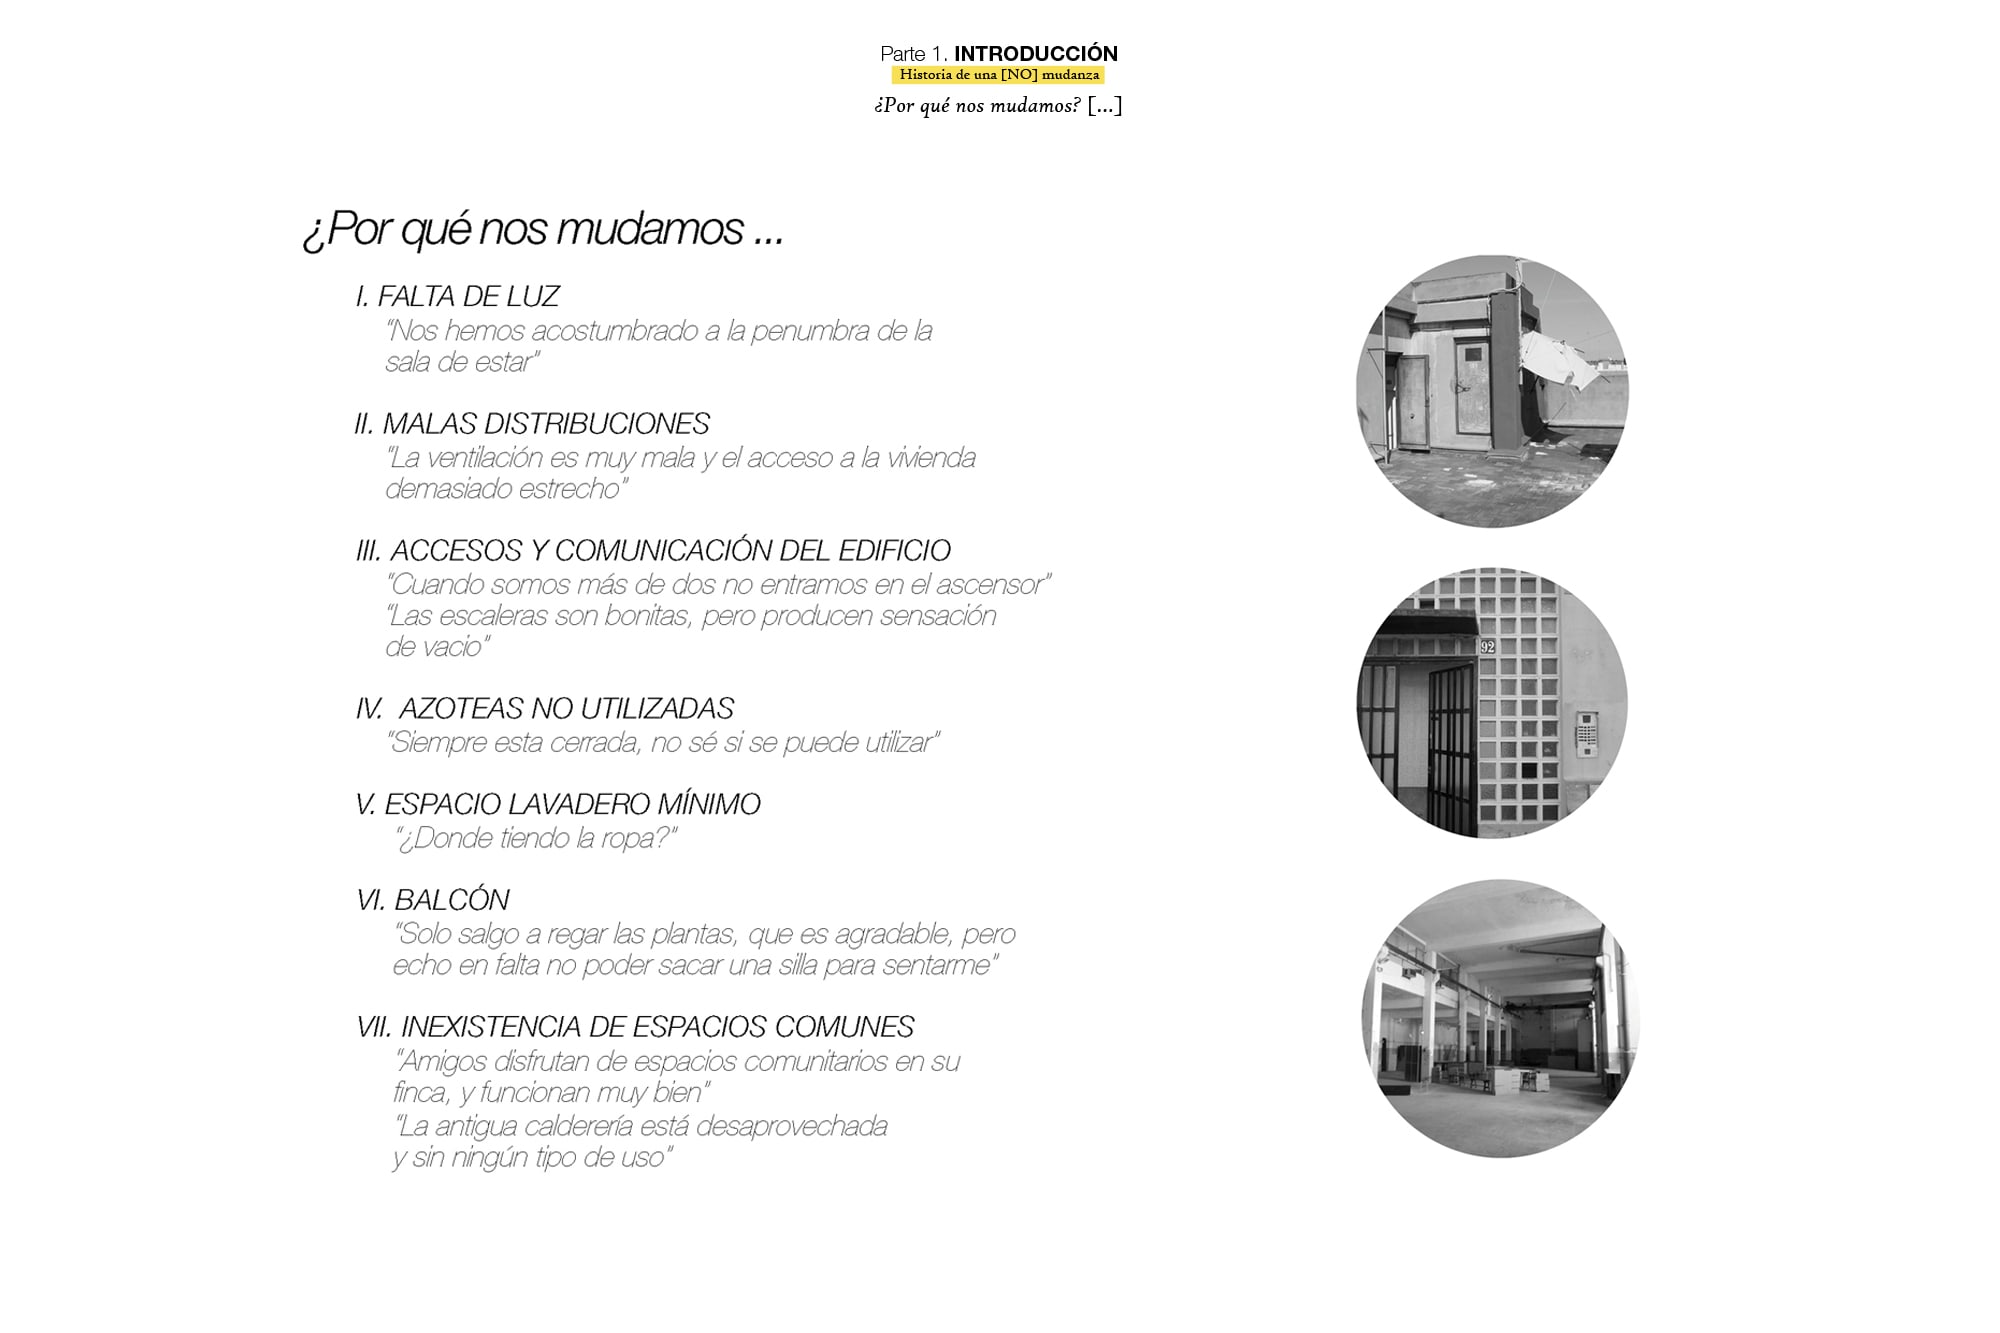 Parte 1. INTRODUCCIÓN
Historia de una [NO] mudanza
¿Por qué nos mudamos? [...]
¿Por qué nos mudamos ...
I. FALTA DE LUZ
"Nos hemos acostumbrado a la penumbra de la
sala de estar"
II. MALAS DISTRIBUCIONES
"La ventilación es muy mala y el acceso a la vivienda
demasiado estrecho"
III. ACCESOS Y COMUNICACIÓN DEL EDIFICIO
"Cuando somos más de dos no entramos en el ascensor"
"Las escaleras son bonitas, pero producen sensación
de vacio"
IV. AZOTEAS NO UTILIZADAS
"Siempre esta cerrada, no sé si se puede utilizar"
V. ESPACIO LAVADERO MÍNIMO
"¿Donde tiendo la ropa?"
VI. BALCÓN
"Solo salgo a regar las plantas, que es agradable, pero
echo en falta no poder sacar una silla para sentarme"
VII. INEXISTENCIA DE ESPACIOS COMUNES
"Amigos disfrutan de espacios comunitarios en su
finca, y funcionan muy bien"
"La antigua calderería está desaprovechada
y sin ningún tipo de uso"
92